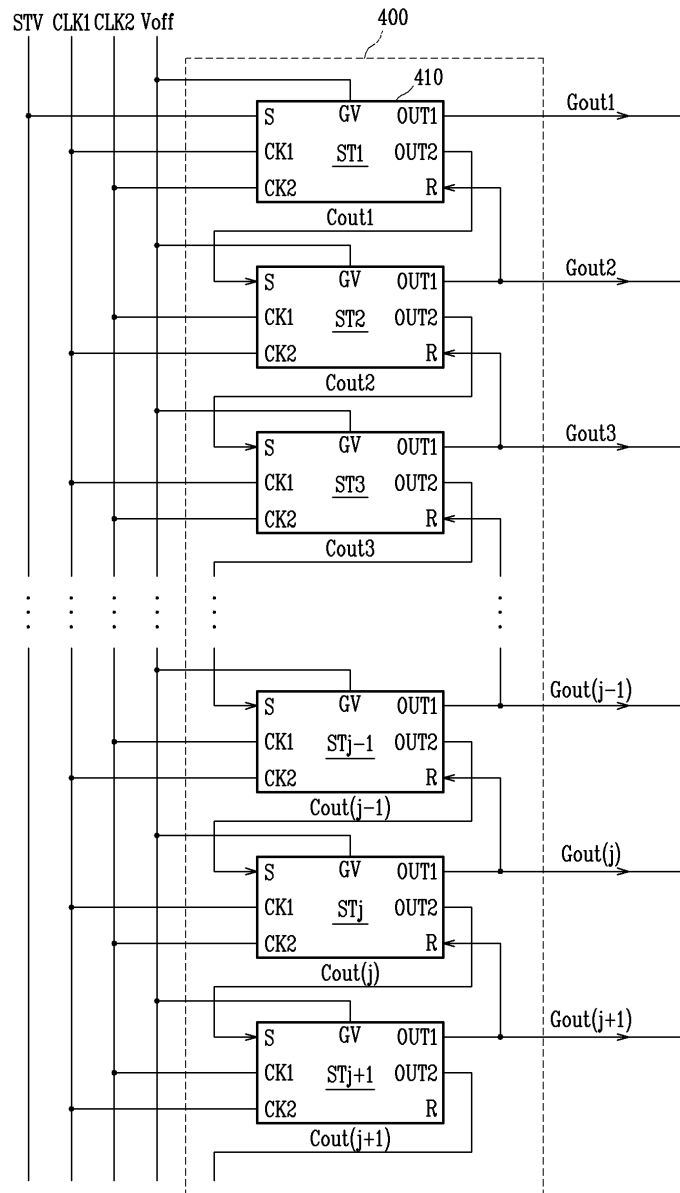 400
STV CLK1 CLK2 Voff
410
Gout1
S GV OUT1
CK1 ST1 OUT2
CK2 R
Cout1
Gout2
S GV OUT1
CK1 ST2 OUT2
CK2 R
Cout2
Gout3
S GV OUT1
CK1 ST3 OUT2
CK2 R
Cout3
Gout(j-1)
S GV OUT1
CK1 STj-1 OUT2
CK2 R
Cout(j-1)
Gout(j)
S GV OUT1
CK1 STj OUT2
CK2 R
Cout(j)
Gout(j+1)
S GV OUT1
CK1 STj+1 OUT2
CK2 R
Cout(j+1)